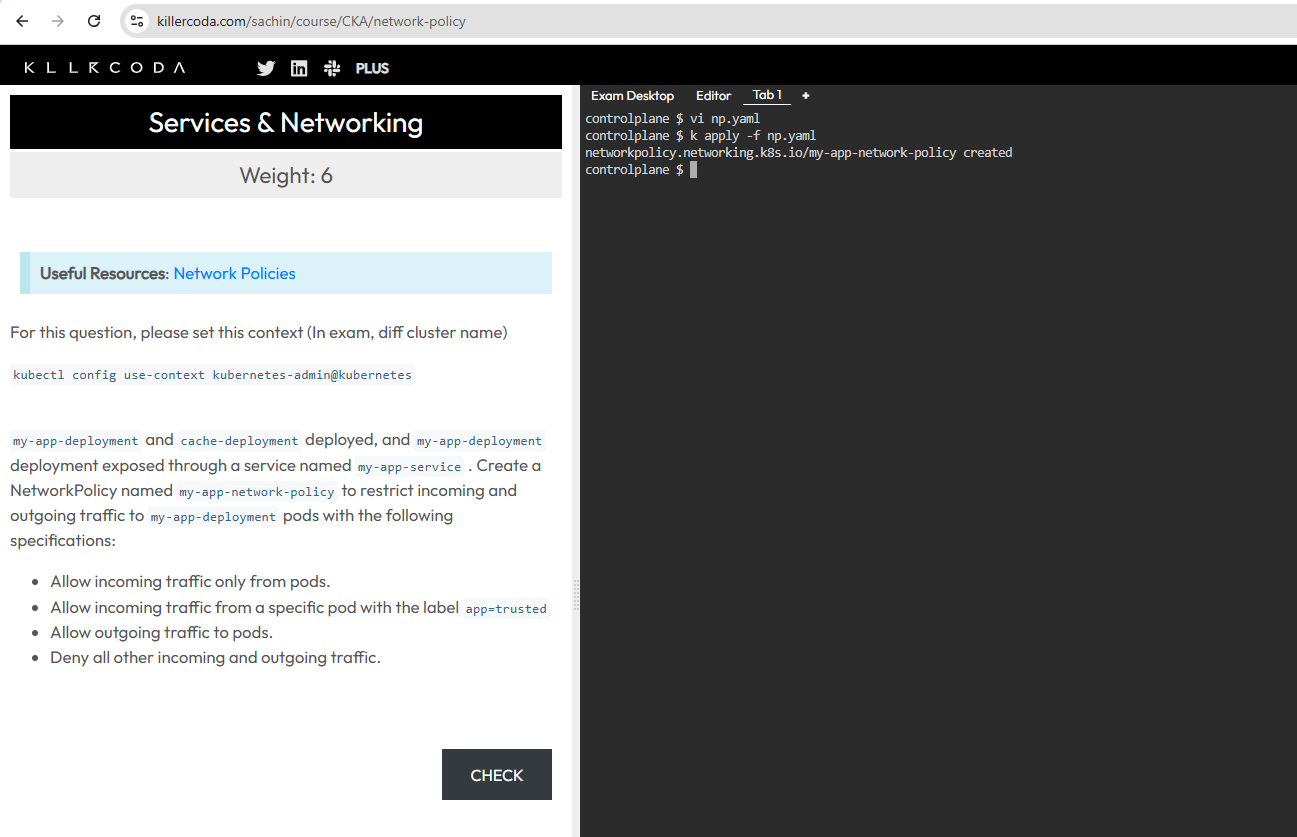 killercoda.com/sachin/course/CKA/network-policy
KLLRCODA
PLUS
Services & Networking
Weight: 6
Useful Resources: Network Policies
For this question, please set this context (In exam, diff cluster name)
kubectl config use-context kubernetes-admin@kubernetes
my-app-deployment and cache-deployment deployed, and my-app-deployment
deployment exposed through a service named my-app-service . Create a
NetworkPolicy named my-app-network-policy to restrict incoming and
outgoing traffic to my-app-deployment pods with the following
specifications:
• Allow incoming traffic only from pods.
• Allow incoming traffic from a specific pod with the label app=trusted
• Allow outgoing traffic to pods.
• Deny all other incoming and outgoing traffic.
CHECK
Exam Desktop Editor Tab 1 +
controlplane $ vi np.yaml
controlplane $ k apply -f np.yaml
networkpolicy.networking.k8s.io/my-app-network-policy created
controlplane $